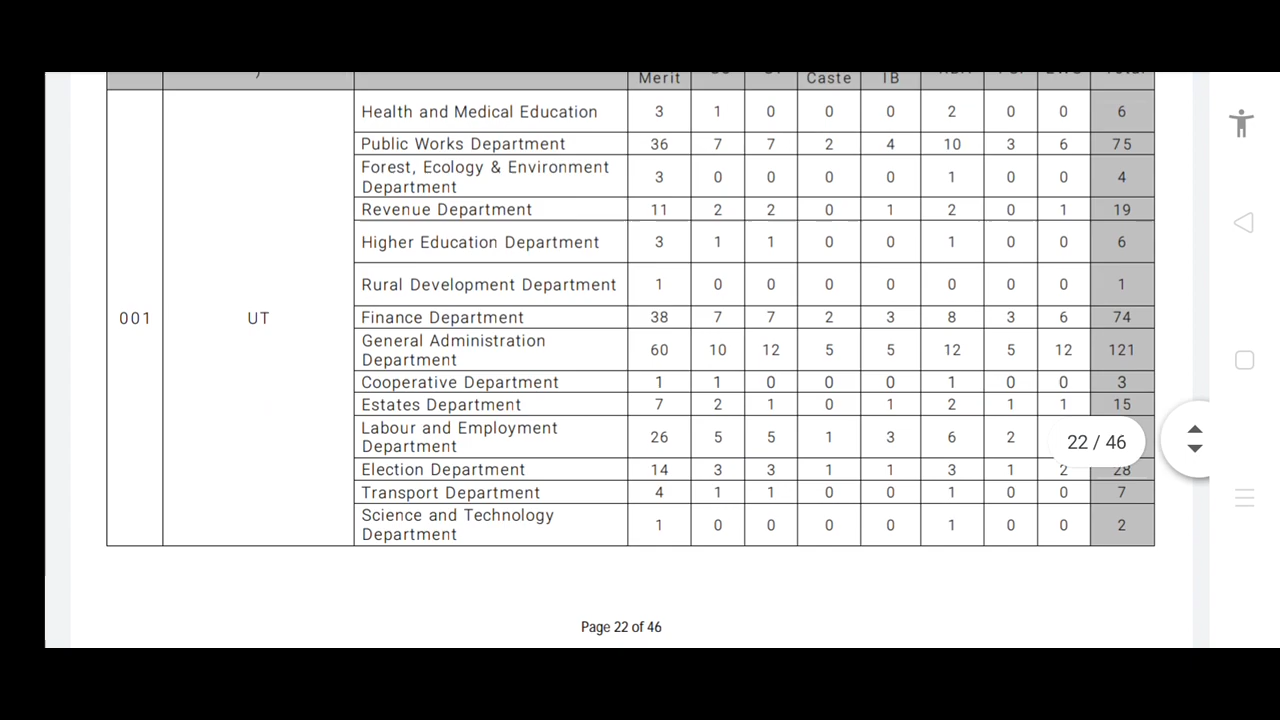 Merit Caste IB
Health and Medical Education 3 1 0 0 0 2 0 0 6
Public Works Department 36 7 7 2 4 10 3 6 75
Forest, Ecology & Environment
Department 3 0 0 0 0 1 0 0 4
Revenue Department 11 2 2 0 1 2 0 1 19
Higher Education Department 3 1 1 0 0 1 0 0 6
Rural Development Department 1 0 0 0 0 0 0 0 1
001 UT Finance Department 38 7 7 2 3 8 3 6 74
General Administration
Department 60 10 12 5 5 12 5 12 121
Cooperative Department 1 1 0 0 0 1 0 0 3
Estates Department 7 2 1 0 1 2 1 1 15
Labour and Employment
Department 26 5 5 1 3 6 2
22 / 46
Election Department 14 3 3 1 1 3 1 2 28
Transport Department 4 1 1 0 0 1 0 0 7
Science and Technology
Department 1 0 0 0 0 1 0 0 2
Page 22 of 46